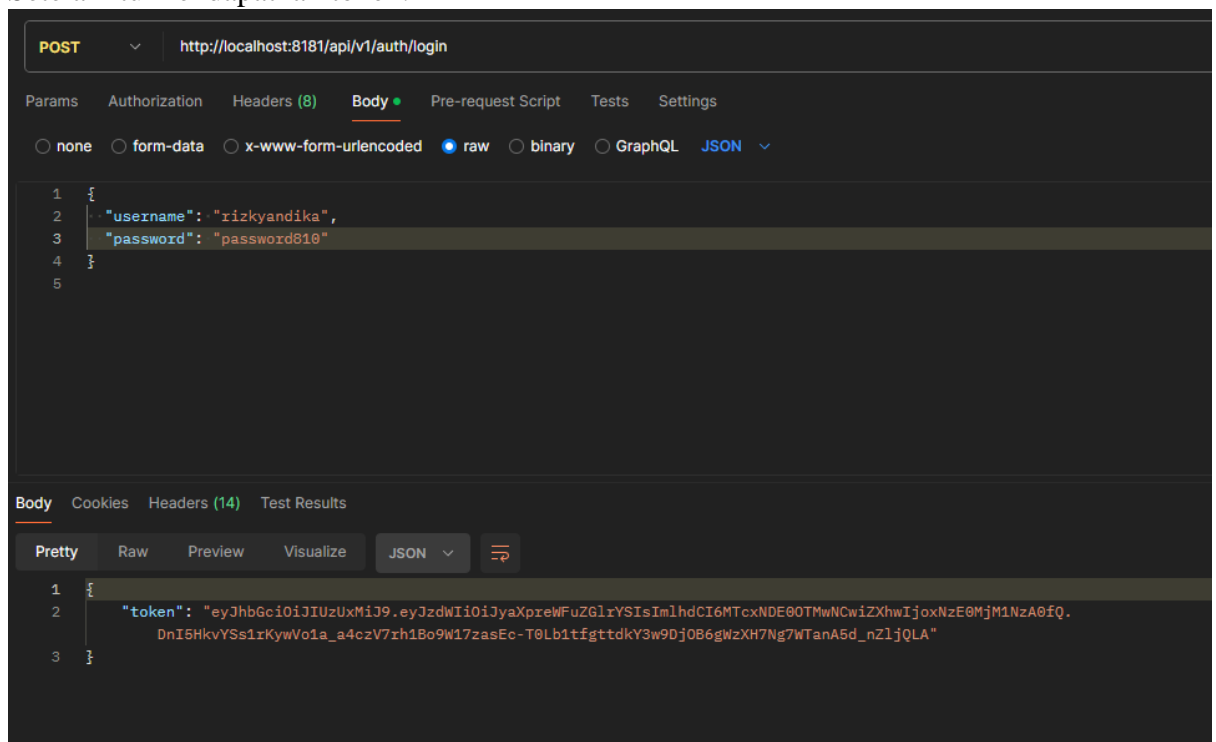 POST http://localhost:8181/api/v1/auth/login
Params Authorization Headers (8) Body Pre-request Script Tests Settings
none form-data x-www-form-urlencoded raw binary GraphQL JSON
1 {
2 "username": "rizkyandika",
3 "password": "password810"
4 }
5
Body Cookies Headers (14) Test Results
Pretty Raw Preview Visualize JSON
1 {
2 "token": "eyJhbGciOiJIUzUxMiJ9.eyJzdWIiOiJyaXpreWFuZGlrYSIsImlhdCI6MTcxNDE0OTMwNCwiZXhwIjoxNzE0MjM1NzA0fQ.
DnI5HkvYSs1rKywVo1a_a4czV7rh1Bo9W17zasEc-T0Lb1tfgttdkY3w9DjOB6gWzXH7Ng7WTanA5d_nZljQLA"
3 }